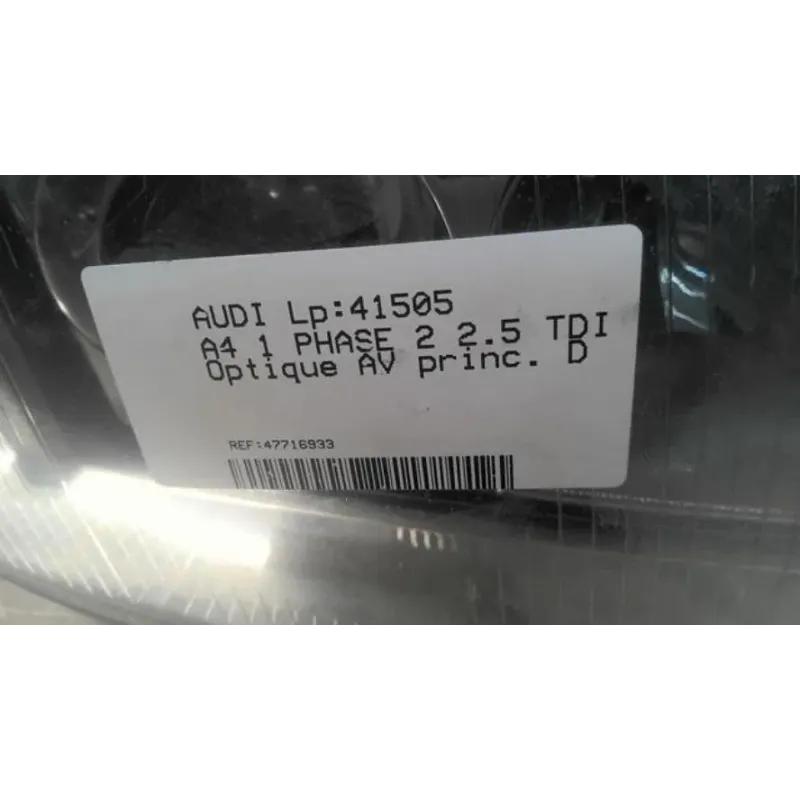 AUDI Lp:41505
A4 1 PHASE 2 2.5 TDI
Optique AV princ. D
REF:47716933